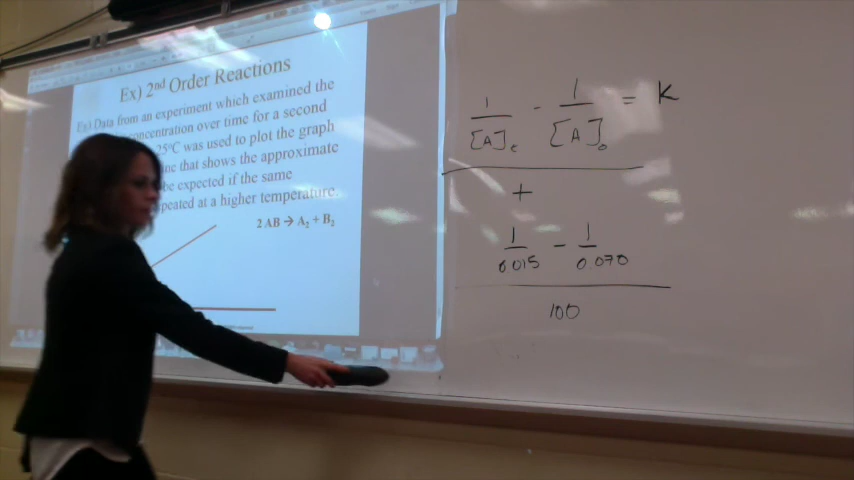 Ex) 2nd Order Reactions
Ex) Data from an experiment which examined the
concentration over time for a second
25°C was used to plot the graph
that shows the approximate
be expected if the same
at a higher temperature.
2 AB → A₂ + B₂
1 - 1 = K
[A] [A]₀
+
1 - 1
0.015 0.070
100